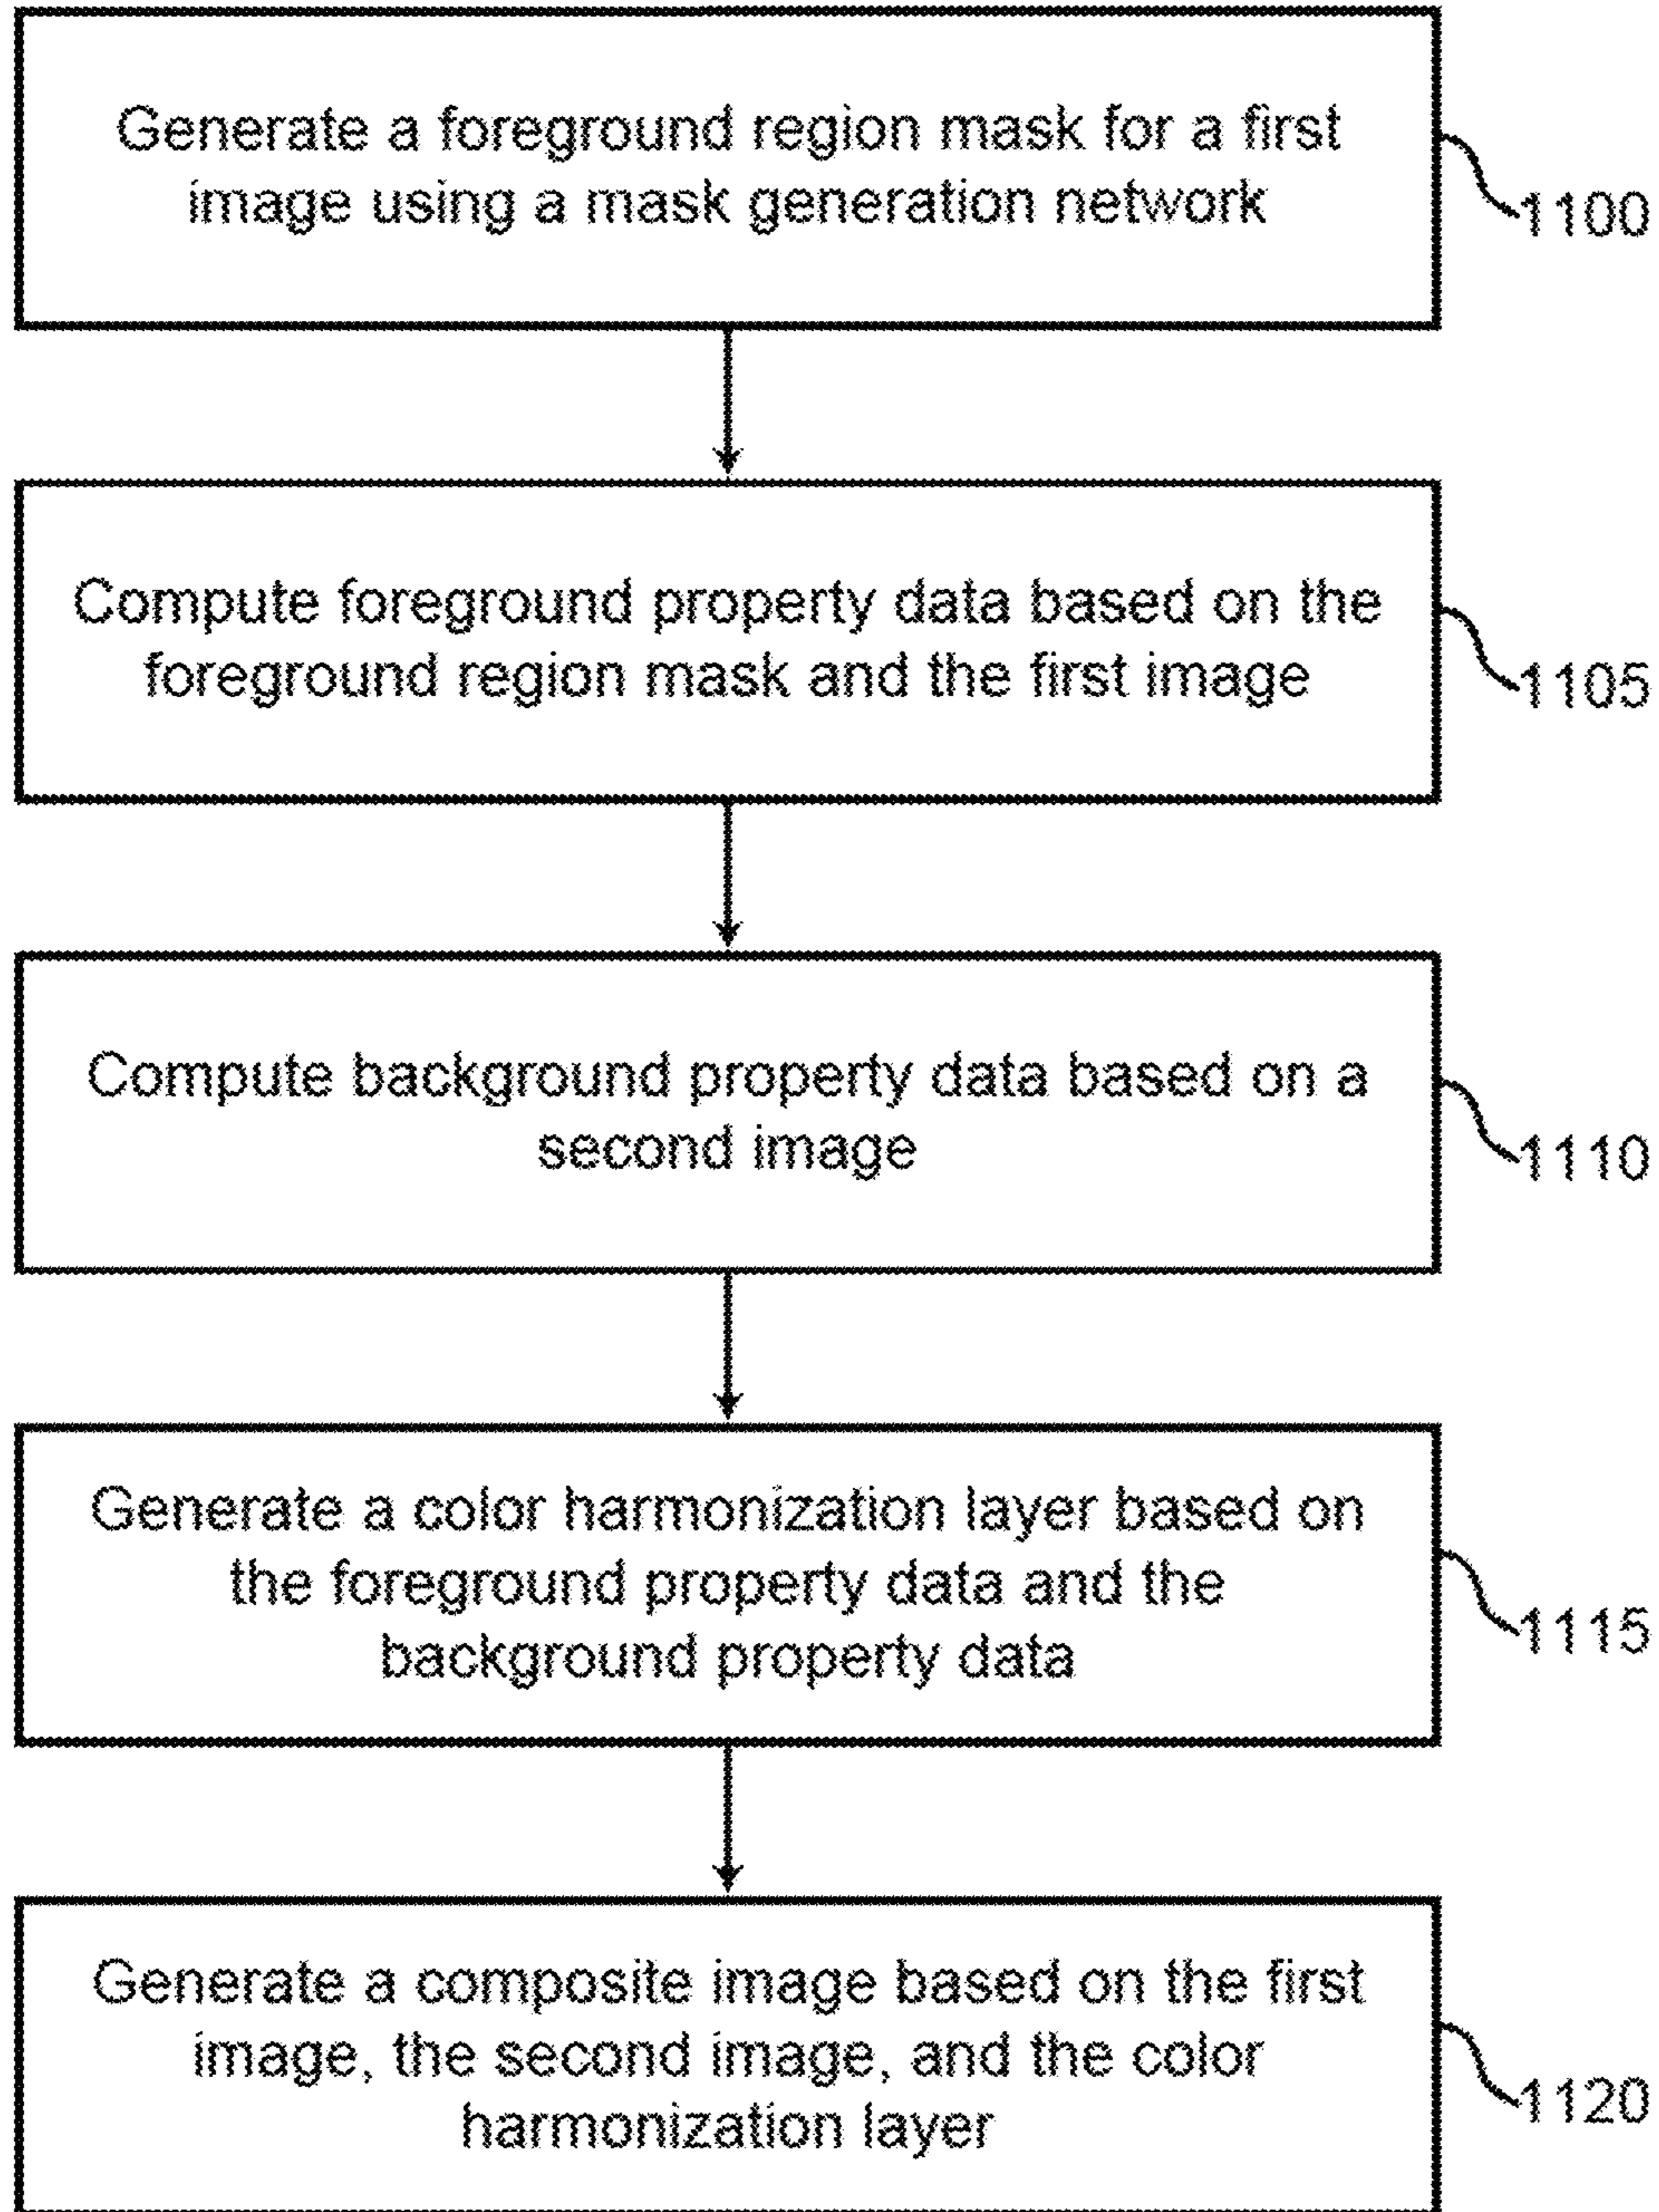 Generate a foreground region mask for a first
image using a mask generation network
1100
Compute foreground property data based on the
foreground region mask and the first image
1105
Compute background property data based on a
second image
1110
Generate a color harmonization layer based on
the foreground property data and the
background property data
1115
Generate a composite image based on the first
image, the second image, and the color
harmonization layer
1120